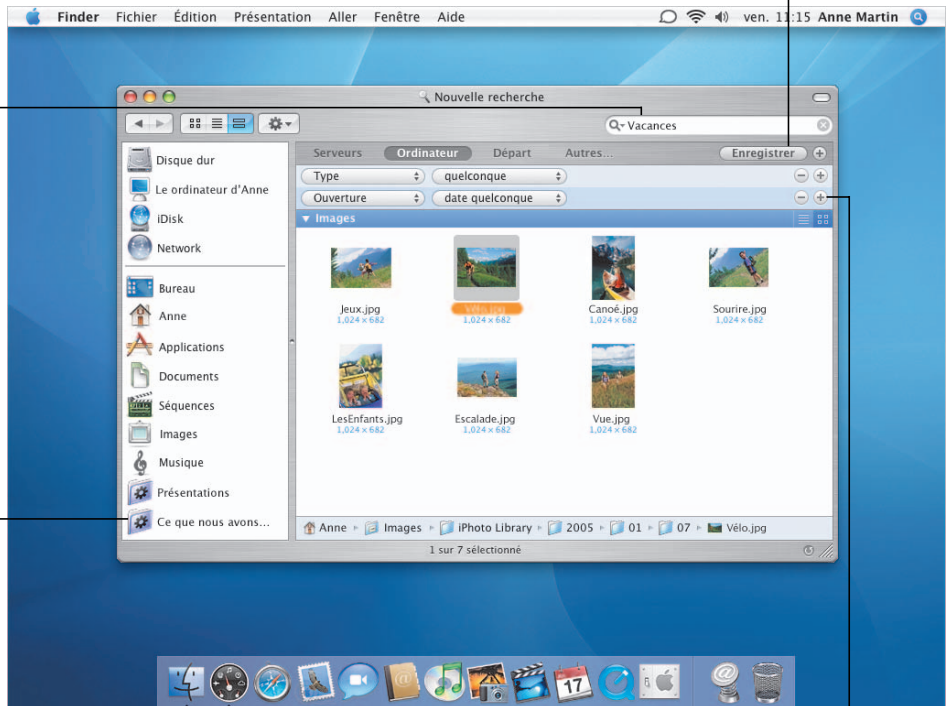 Finder Fichier Édition Présentation Aller Fenêtre Aide ven. 11:15 Anne Martin
Nouvelle recherche
Vacances
Serveurs Ordinateur Départ Autres... Enregistrer
Type quelconque
Ouverture date quelconque
Images
Disque dur
Le ordinateur d'Anne
iDisk
Network
Bureau
Anne
Applications
Documents
Séquences
Images
Musique
Présentations
Ce que nous avons...
Jeux.jpg
1,024 × 682
Vélo.jpg
1,024 × 682
Canoé.jpg
1,024 × 682
Sourire.jpg
1,024 × 682
LesEnfants.jpg
1,024 × 682
Escalade.jpg
1,024 × 682
Vue.jpg
1,024 × 682
Anne Images iPhoto Library 2005 01 07 Vélo.jpg
1 sur 7 sélectionné
17